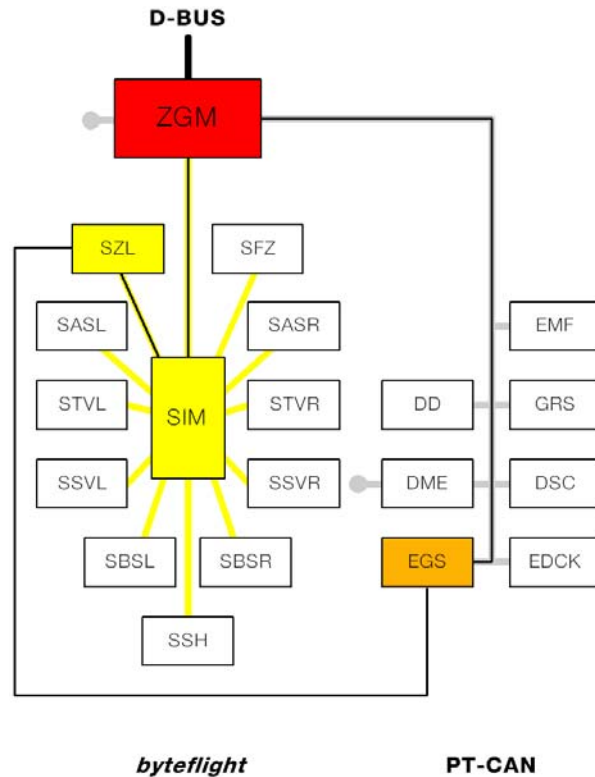 D-BUS
ZGM
SZL
SFZ
SASL
SASR
EMF
STVL
SIM
STVR
DD
GRS
SSVL
SSVR
DME
DSC
SBSL
SBSR
EGS
EDCK
SSH
byteflight
PT-CAN